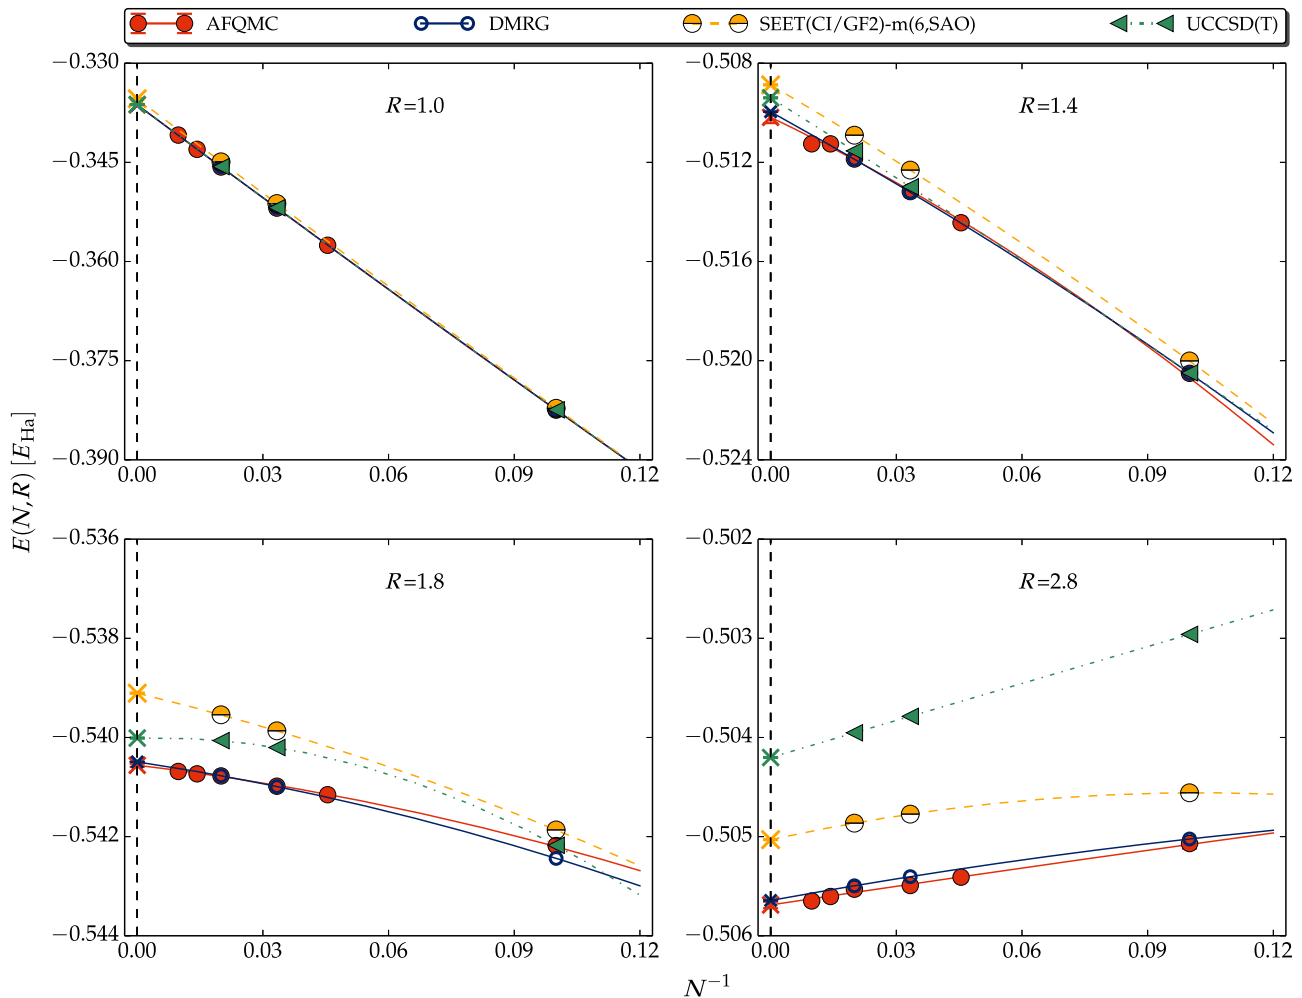 AFQMC DMRG SEET(CI/GF2)-m(6,SAO) UCCSD(T)
E(N,R) [E_Ha]
R=1.0
−0.330
−0.345
−0.360
−0.375
−0.390
0.00 0.03 0.06 0.09 0.12
R=1.4
−0.508
−0.512
−0.516
−0.520
−0.524
0.00 0.03 0.06 0.09 0.12
R=1.8
−0.536
−0.538
−0.540
−0.542
−0.544
0.00 0.03 0.06 0.09 0.12
R=2.8
−0.502
−0.503
−0.504
−0.505
−0.506
0.00 0.03 0.06 0.09 0.12
N⁻¹